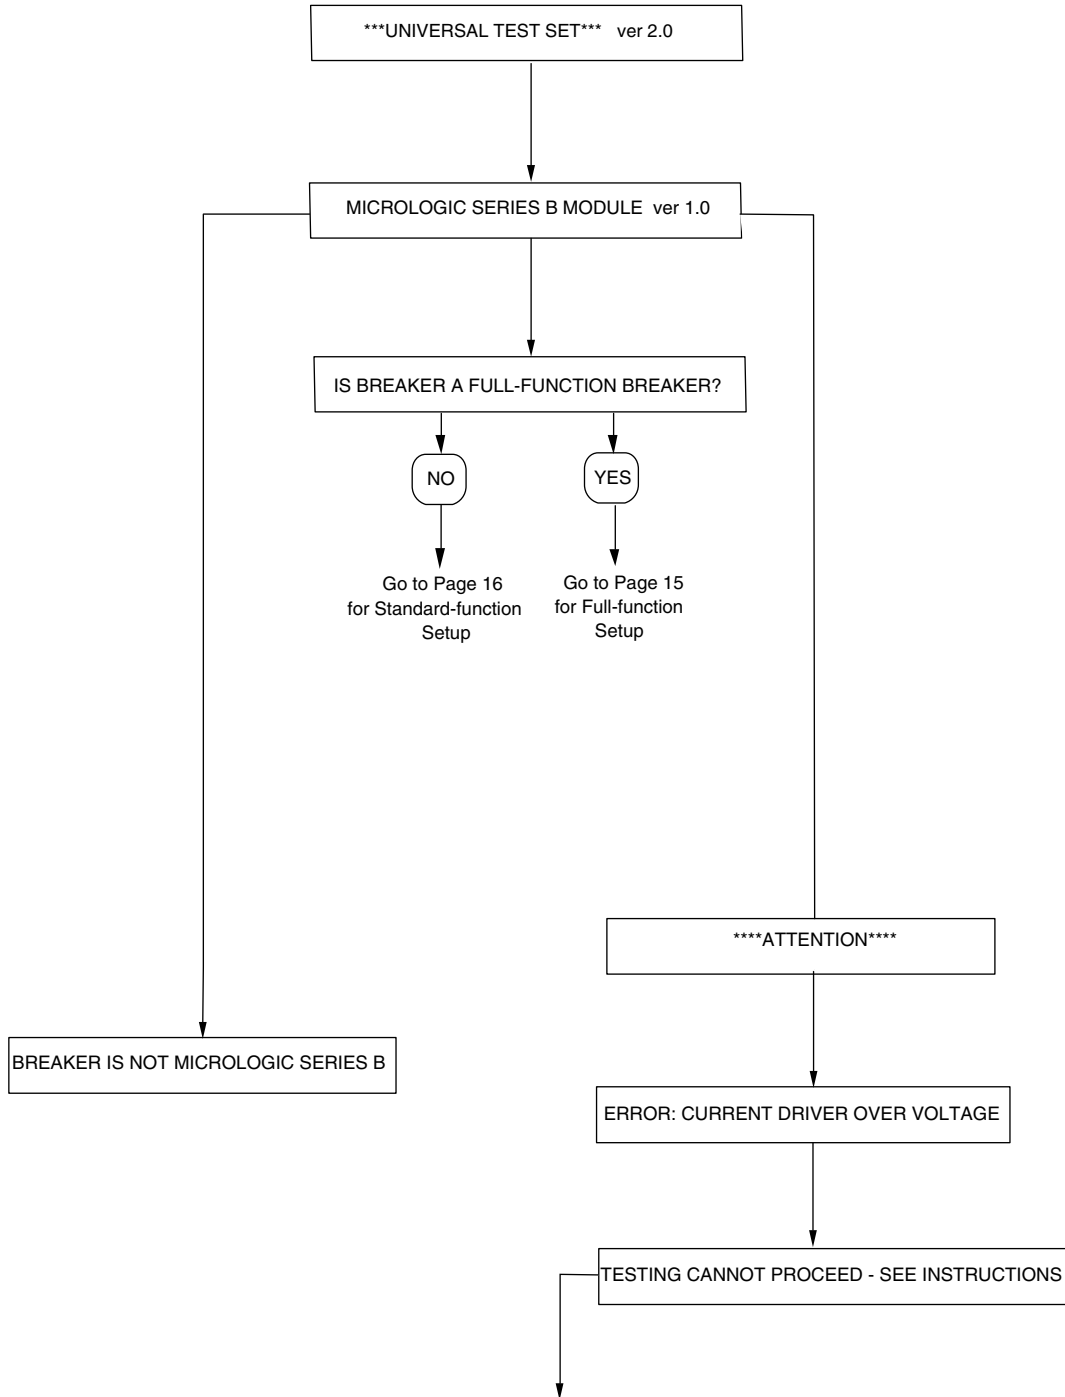 ***UNIVERSAL TEST SET*** ver 2.0
MICROLOGIC SERIES B MODULE ver 1.0
IS BREAKER A FULL-FUNCTION BREAKER?
NO
YES
Go to Page 16
for Standard-function
Setup
Go to Page 15
for Full-function
Setup
****ATTENTION****
BREAKER IS NOT MICROLOGIC SERIES B
ERROR: CURRENT DRIVER OVER VOLTAGE
TESTING CANNOT PROCEED - SEE INSTRUCTIONS